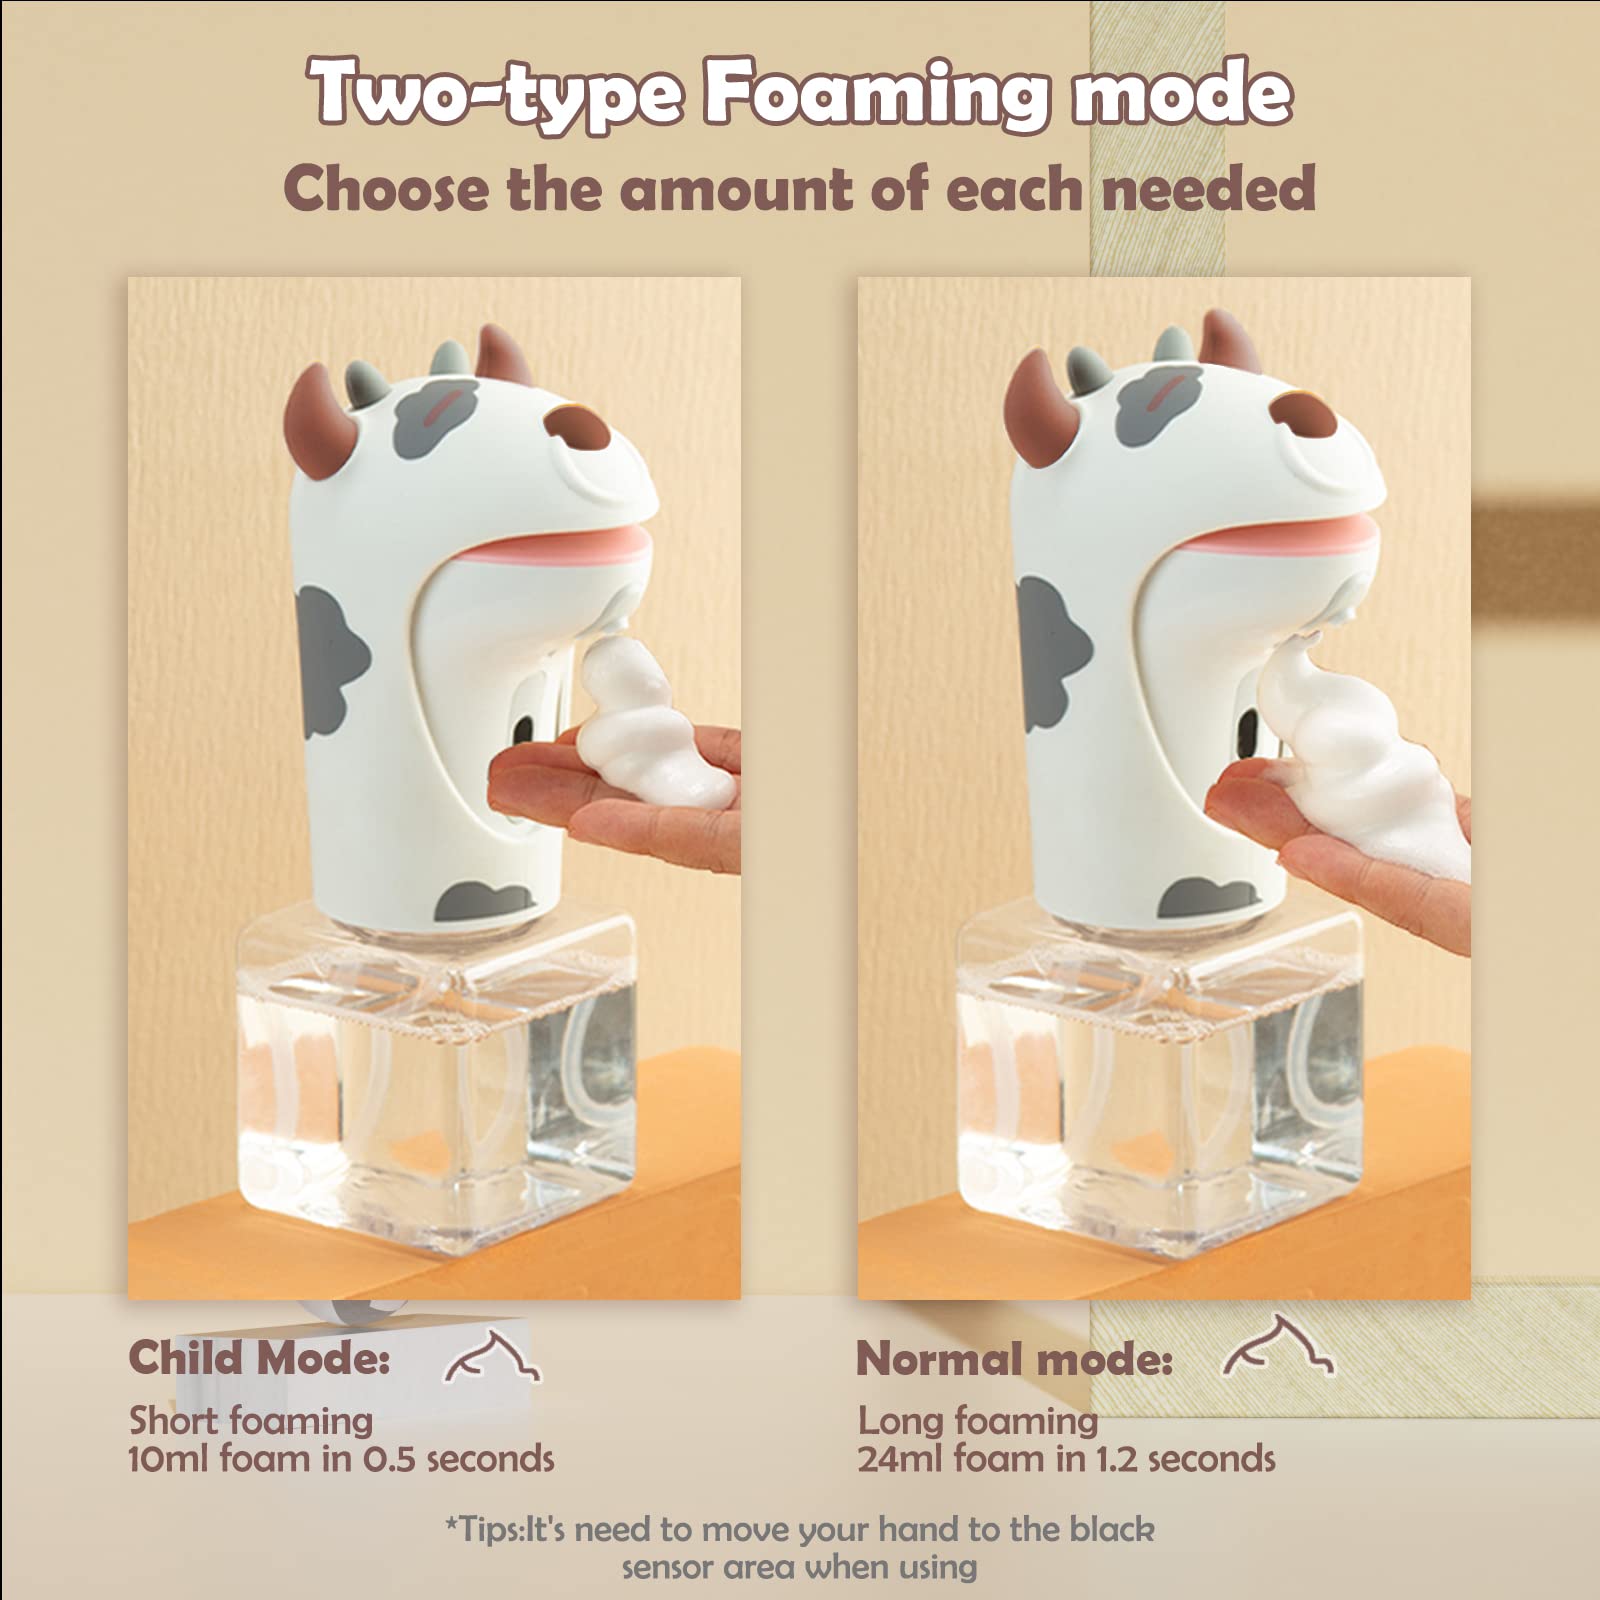 Two-type Foaming mode
Choose the amount of each needed
Child Mode:
Short foaming
10ml foam in 0.5 seconds
Normal mode:
Long foaming
24ml foam in 1.2 seconds
*Tips:It's need to move your hand to the black
sensor area when using